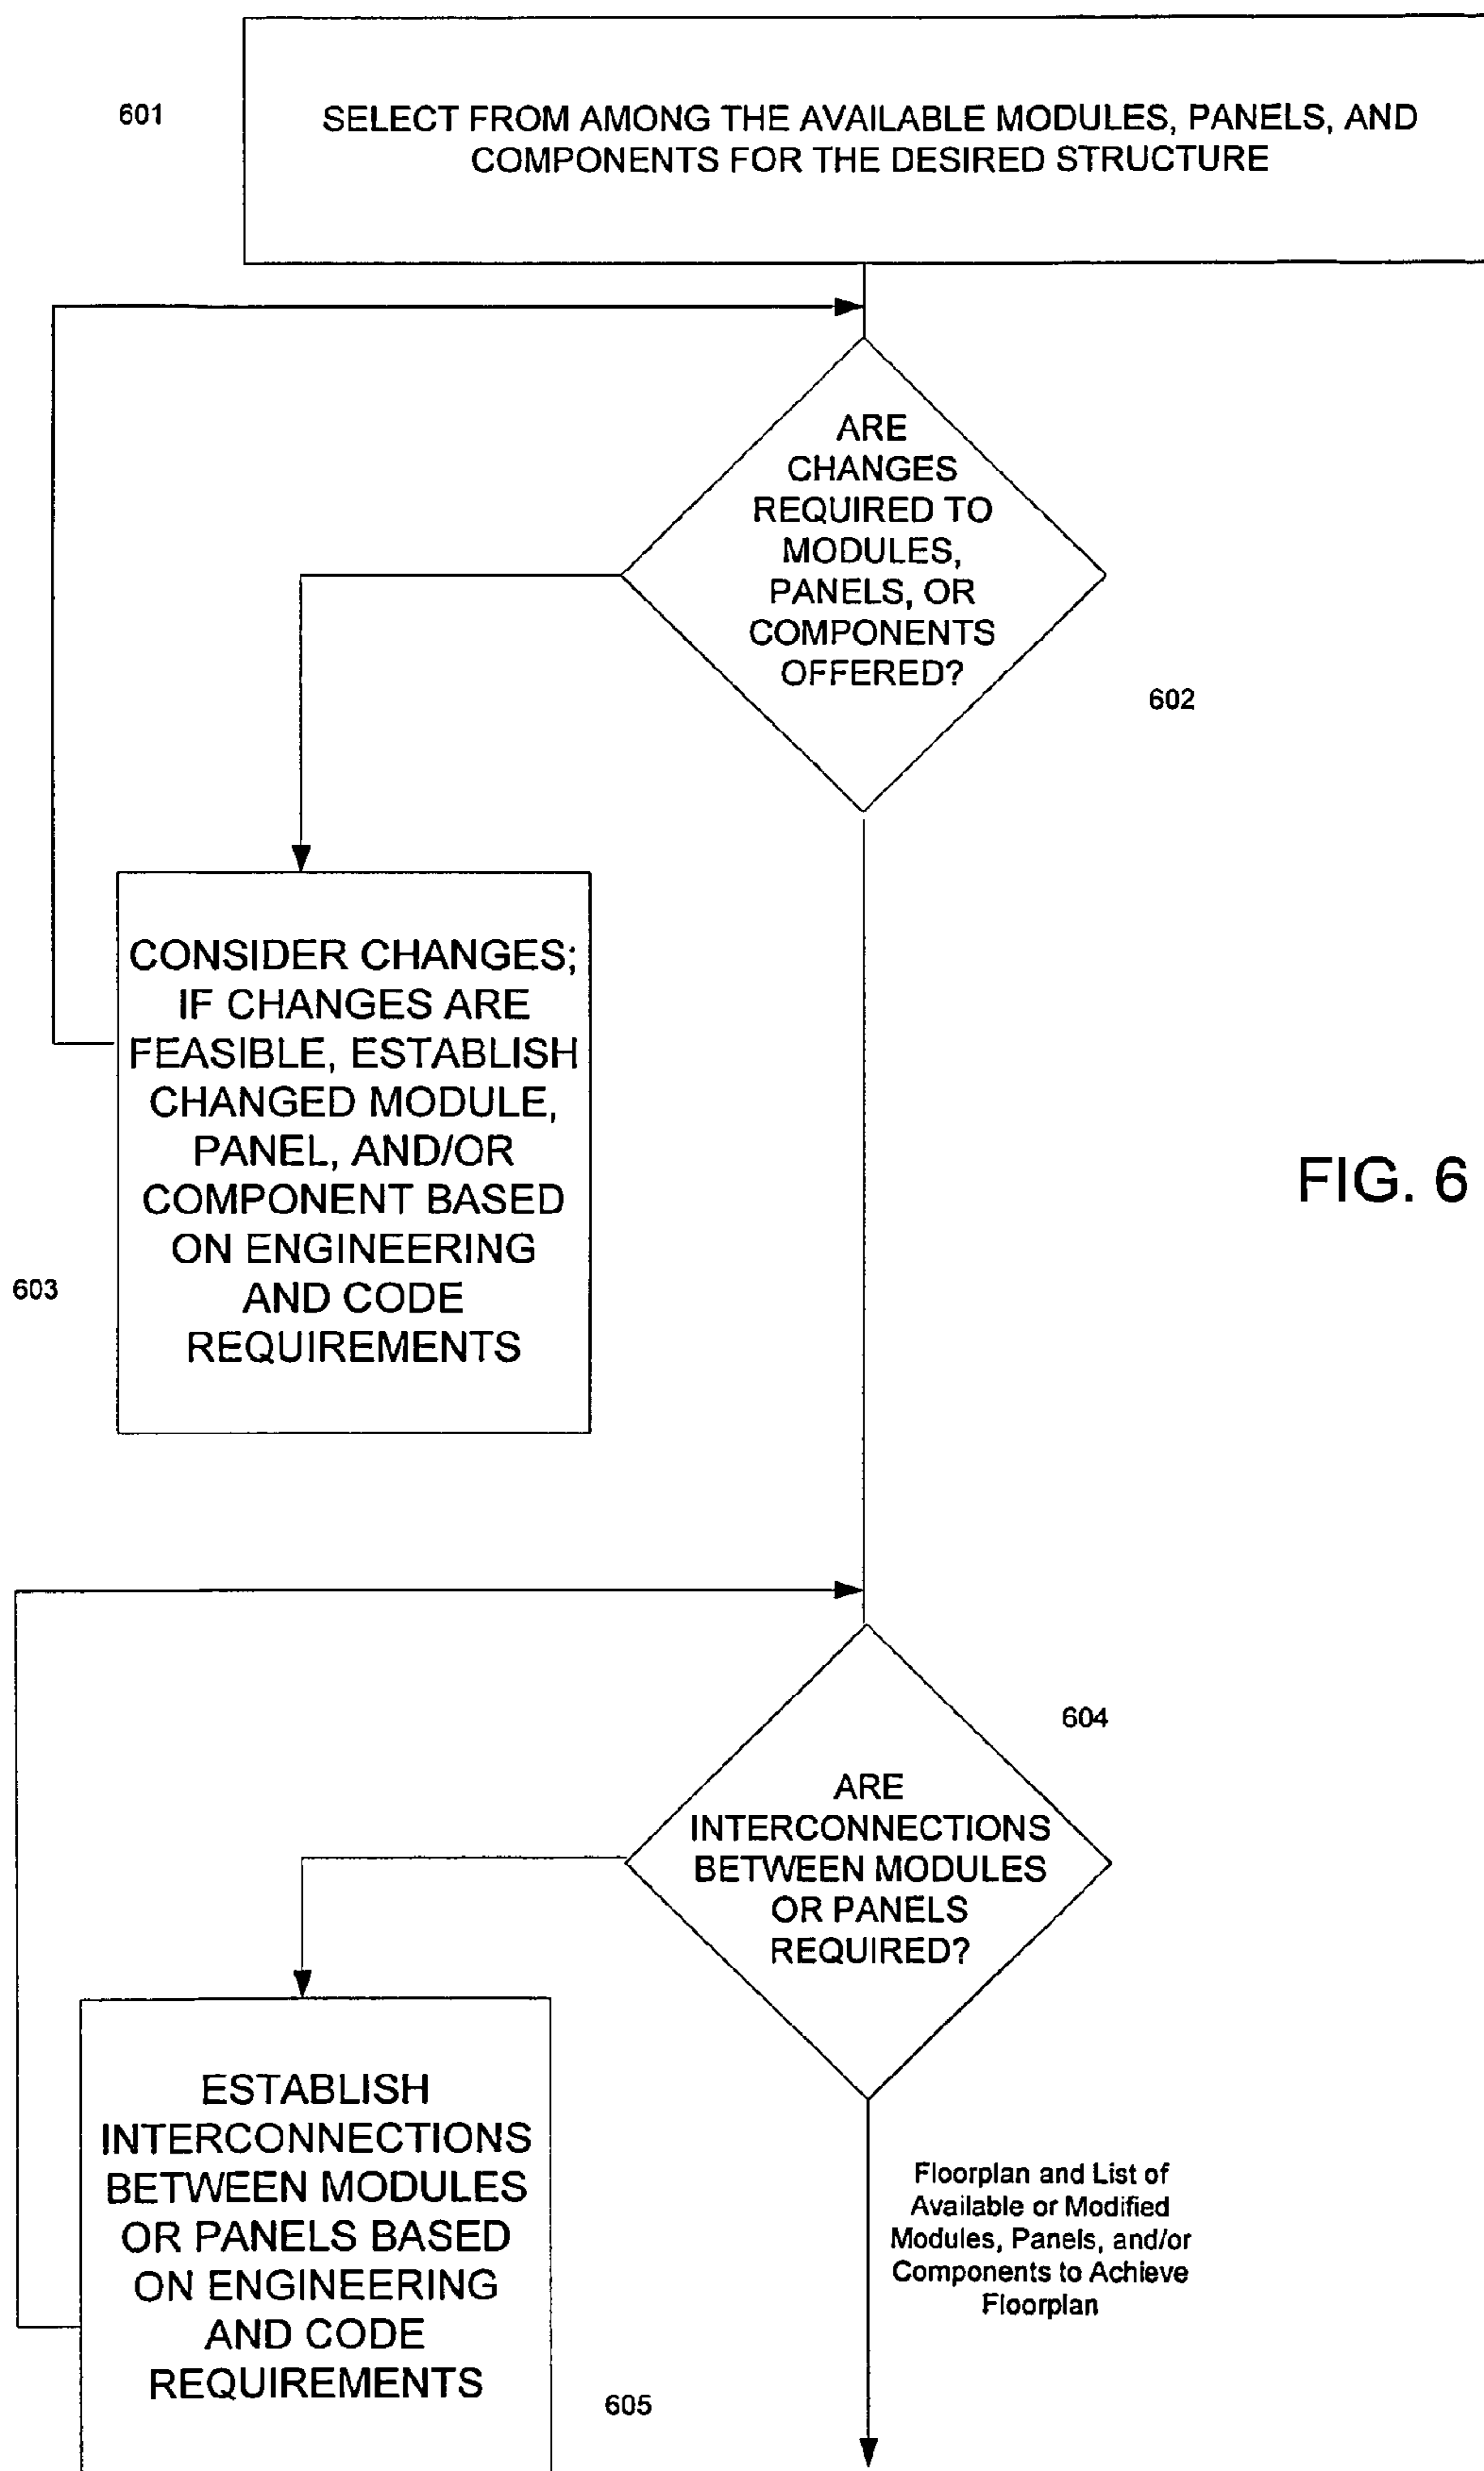 601
SELECT FROM AMONG THE AVAILABLE MODULES, PANELS, AND
COMPONENTS FOR THE DESIRED STRUCTURE
ARE
CHANGES
REQUIRED TO
MODULES,
PANELS, OR
COMPONENTS
OFFERED?
602
CONSIDER CHANGES;
IF CHANGES ARE
FEASIBLE, ESTABLISH
CHANGED MODULE,
PANEL, AND/OR
COMPONENT BASED
ON ENGINEERING
AND CODE
REQUIREMENTS
603
FIG. 6
604
ARE
INTERCONNECTIONS
BETWEEN MODULES
OR PANELS
REQUIRED?
ESTABLISH
INTERCONNECTIONS
BETWEEN MODULES
OR PANELS BASED
ON ENGINEERING
AND CODE
REQUIREMENTS
605
Floorplan and List of
Available or Modified
Modules, Panels, and/or
Components to Achieve
Floorplan